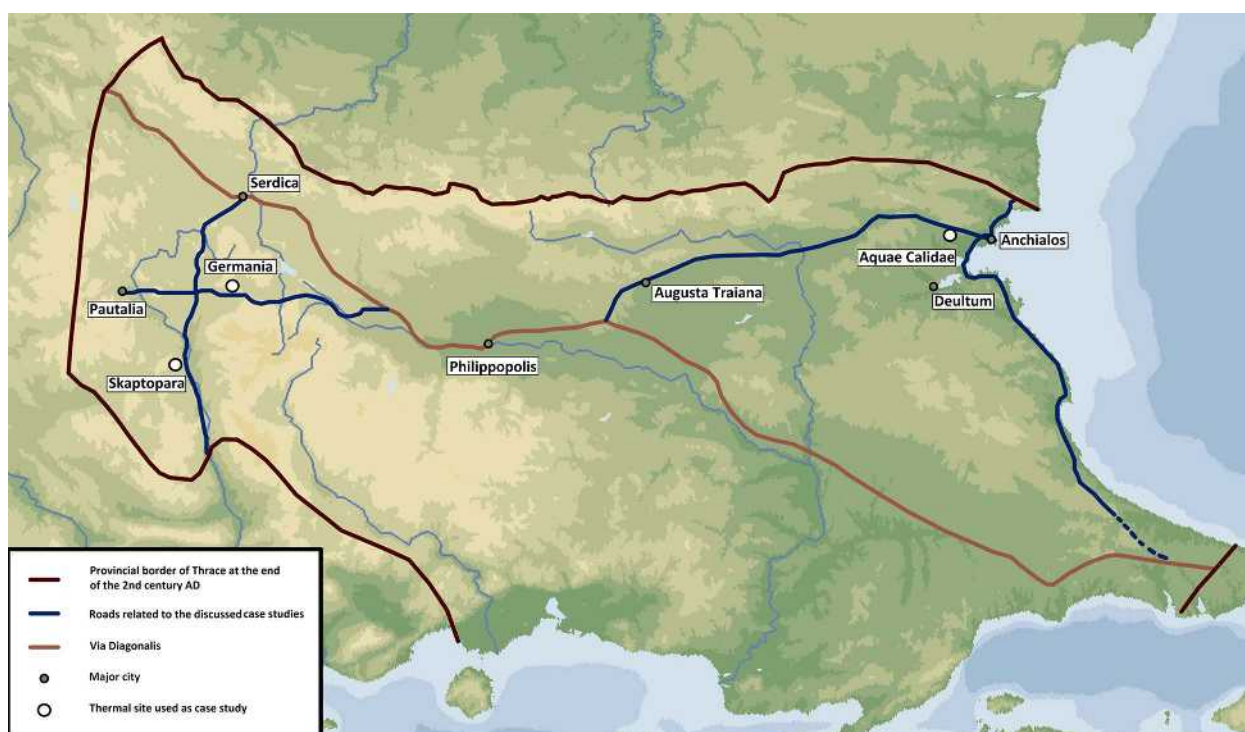 Serdica
Germania
Pautalia
Skaptopara
Philippopolis
Augusta Traiana
Aquae Calidae
Anchialos
Deultum
Provincial border of Thrace at the end
of the 2nd century AD
Roads related to the discussed case studies
Via Diagonalis
Major city
Thermal site used as case study